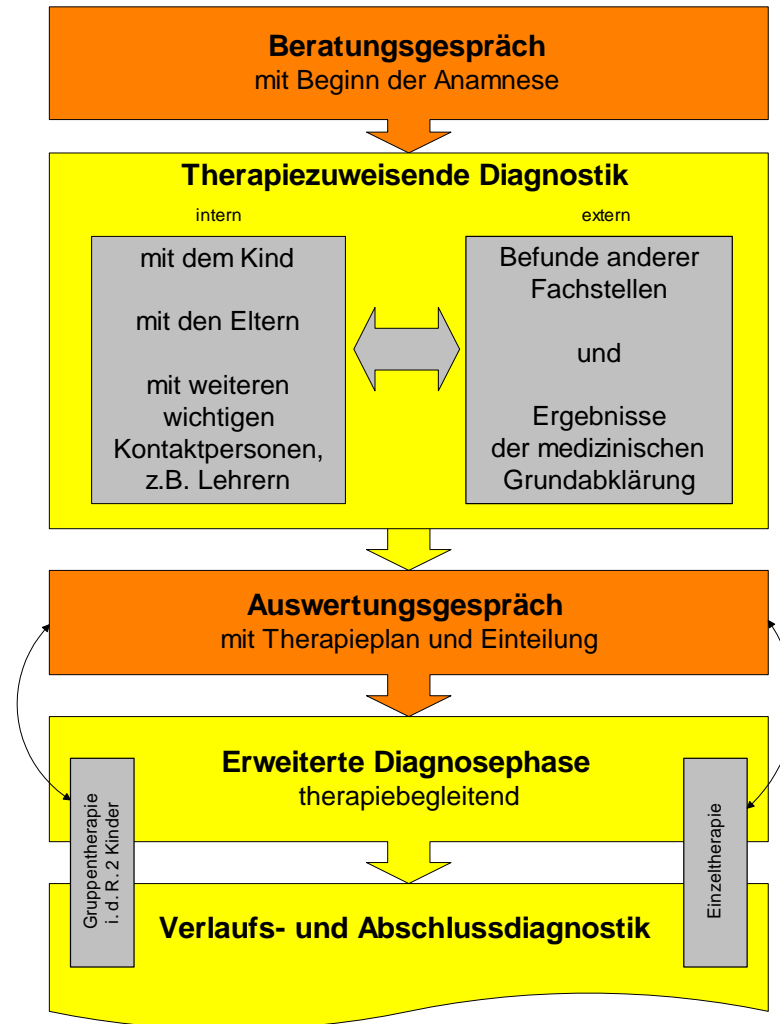 Beratungsgespräch
mit Beginn der Anamnese
Therapiezuweisende Diagnostik
intern
mit dem Kind
mit den Eltern
mit weiteren
wichtigen
Kontaktpersonen,
z.B. Lehrern
extern
Befunde anderer
Fachstellen
und
Ergebnisse
der medizinischen
Grundabklärung
Auswertungsgespräch
mit Therapieplan und Einteilung
Erweiterte Diagnosephase
therapiebegleitend
Gruppentherapie
i. d. R. 2 Kinder
Einzeltherapie
Verlaufs- und Abschlussdiagnostik